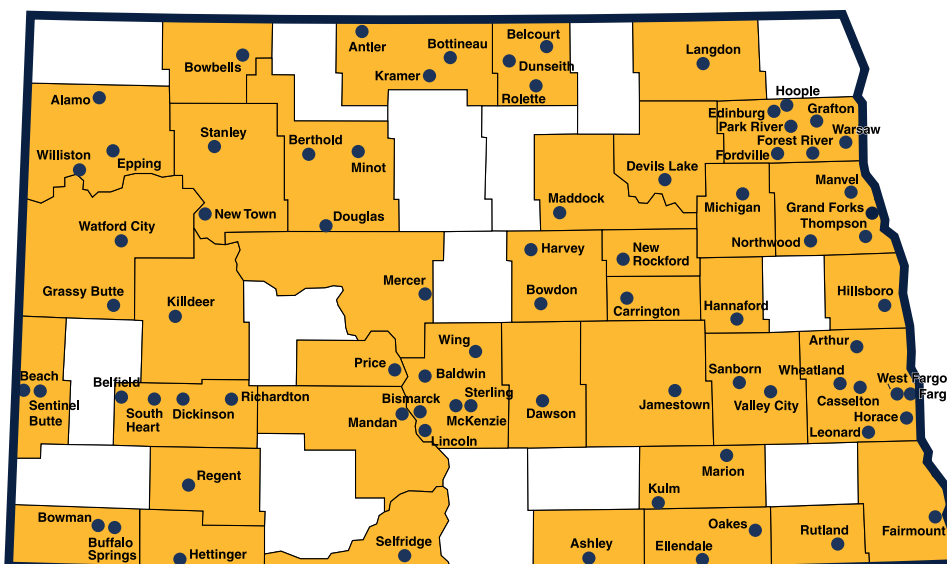 Antler
Bottineau
Belcourt
Langdon
Bowbells
Kramer
Dunseith
Rolette
Hoople
Alamo
Edinburg
Grafton
Park River
Warsaw
Stanley
Berthold
Forest River
Williston
Epping
Minot
Devils Lake
Fordville
Maddock
Michigan
Manvel
New Town
Douglas
Grand Forks
Thompson
Watford City
Northwood
Harvey
New
Rockford
Mercer
Grassy Butte
Killdeer
Bowdon
Carrington
Hannaford
Hillsboro
Wing
Arthur
Price
Baldwin
Sanborn
Wheatland
West Fargo
Beach
Belfield
Richardton
Bismarck
Sterling
Casselton
Farg
Sentinel
Butte
South
Heart
Dickinson
Mandan
McKenzie
Dawson
Jamestown
Valley City
Horace
Lincoln
Leonard
Regent
Marion
Kulm
Bowman
Buffalo
Springs
Hettinger
Selfridge
Ashley
Ellendale
Oakes
Rutland
Fairmount